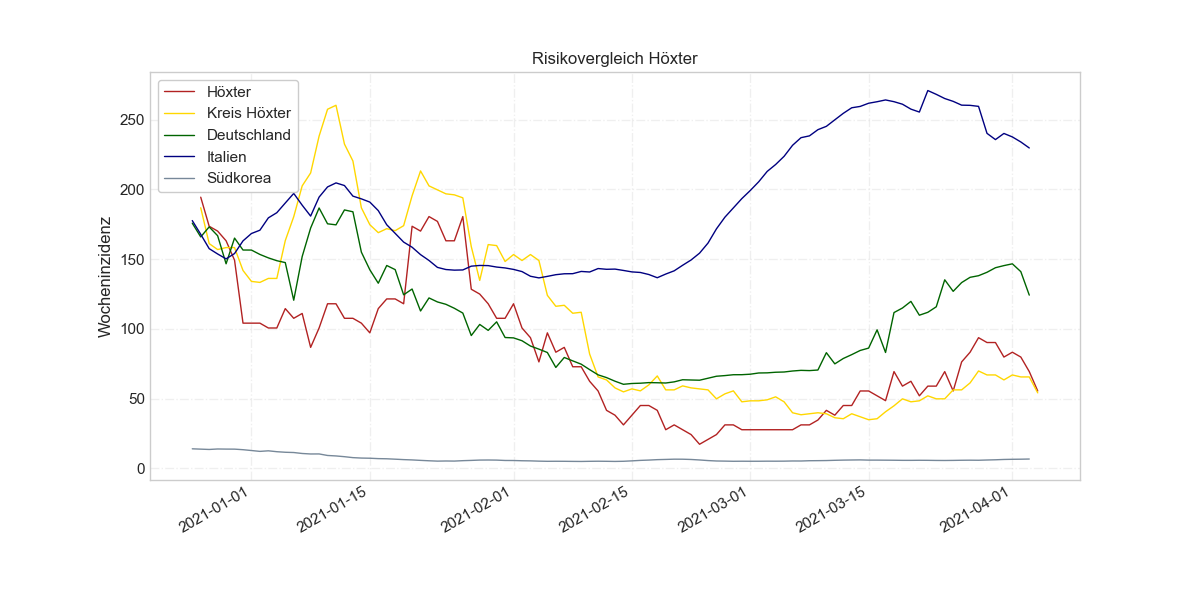 Risikovergleich Höxter
Höxter
Kreis Höxter
Deutschland
Italien
Südkorea
Wocheninzidenz
250
200
150
100
50
0
2021-01-01
2021-01-15
2021-02-01
2021-02-15
2021-03-01
2021-03-15
2021-04-01